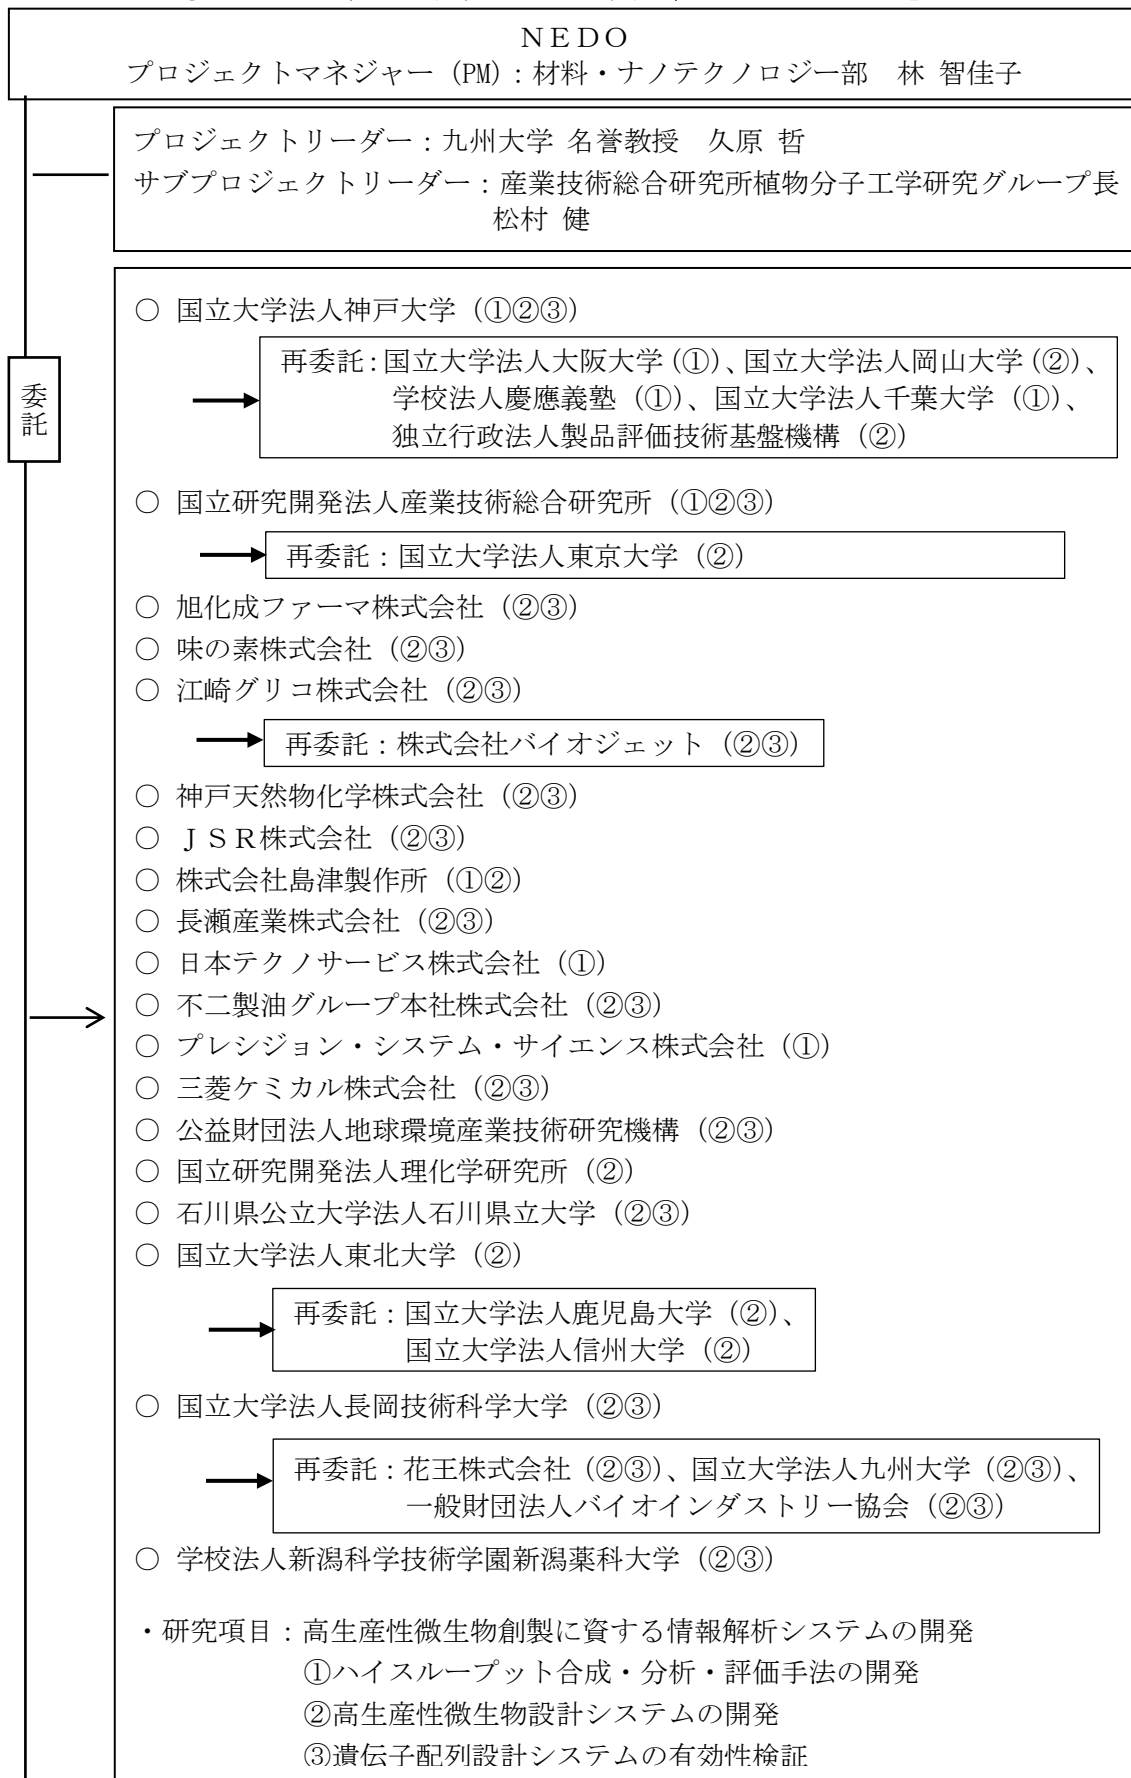 ＮＥＤＯ
プロジェクトマネジャー（PM）：材料・ナノテクノロジー部　林 智佳子
プロジェクトリーダー：九州大学 名誉教授　久原 哲
サブプロジェクトリーダー：産業技術総合研究所植物分子工学研究グループ長
松村 健
委託
○ 国立大学法人神戸大学（①②③）
再委託：国立大学法人大阪大学（①）、国立大学法人岡山大学（②）、
学校法人慶應義塾（①）、国立大学法人千葉大学（①）、
独立行政法人製品評価技術基盤機構（②）
○ 国立研究開発法人産業技術総合研究所（①②③）
再委託：国立大学法人東京大学（②）
○ 旭化成ファーマ株式会社（②③）
○ 味の素株式会社（②③）
○ 江崎グリコ株式会社（②③）
再委託：株式会社バイオジェット（②③）
○ 神戸天然物化学株式会社（②③）
○ ＪＳＲ株式会社（②③）
○ 株式会社島津製作所（①②）
○ 長瀬産業株式会社（②③）
○ 日本テクノサービス株式会社（①）
○ 不二製油グループ本社株式会社（②③）
○ プレシジョン・システム・サイエンス株式会社（①）
○ 三菱ケミカル株式会社（②③）
○ 公益財団法人地球環境産業技術研究機構（②③）
○ 国立研究開発法人理化学研究所（②）
○ 石川県公立大学法人石川県立大学（②③）
○ 国立大学法人東北大学（②）
再委託：国立大学法人鹿児島大学（②）、
国立大学法人信州大学（②）
○ 国立大学法人長岡技術科学大学（②③）
再委託：花王株式会社（②③）、国立大学法人九州大学（②③）、
一般財団法人バイオインダストリー協会（②③）
○ 学校法人新潟科学技術学園新潟薬科大学（②③）
・研究項目：高生産性微生物創製に資する情報解析システムの開発
①ハイスループット合成・分析・評価手法の開発
②高生産性微生物設計システムの開発
③遺伝子配列設計システムの有効性検証